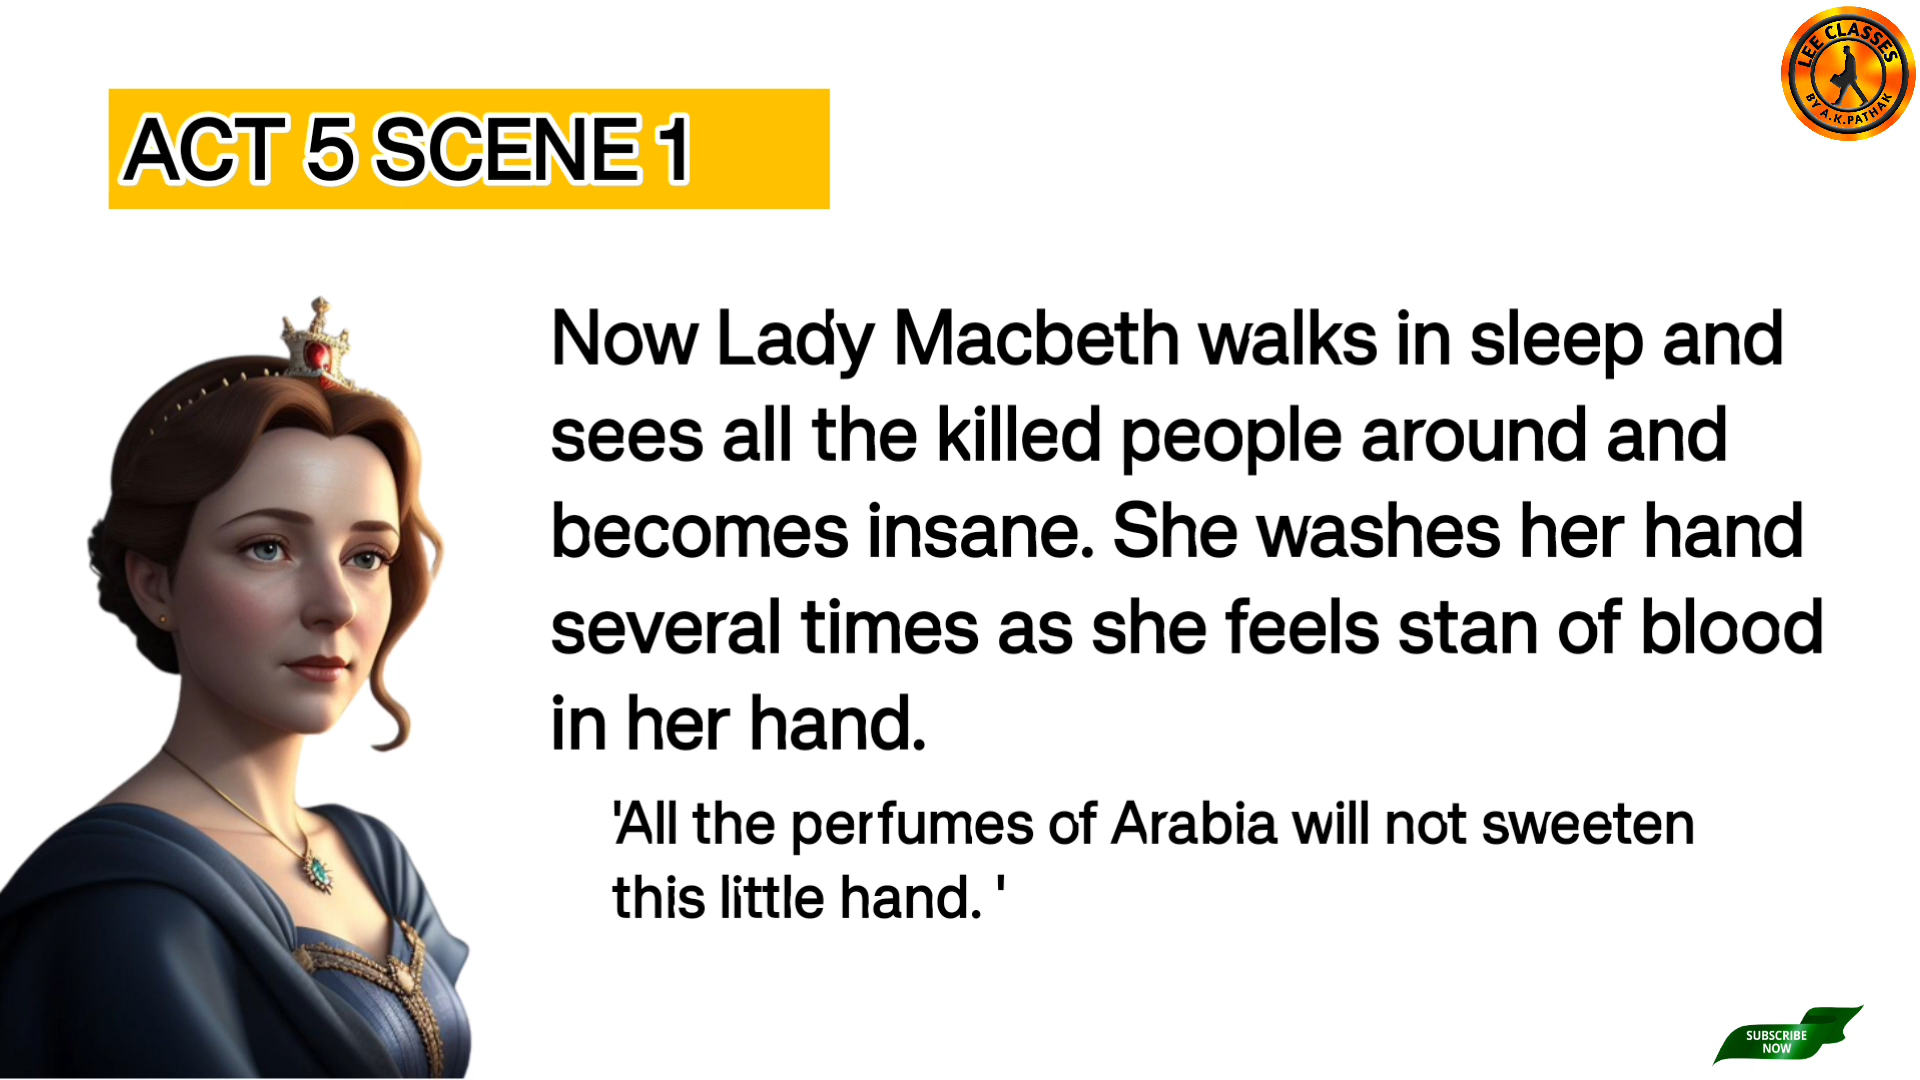 LEE CLASSES
BY A.K.PATHAK
ACT 5 SCENE 1
Now Lady Macbeth walks in sleep and
sees all the killed people around and
becomes insane. She washes her hand
several times as she feels stan of blood
in her hand.
'All the perfumes of Arabia will not sweeten
this little hand. '
SUBSCRIBE
NOW